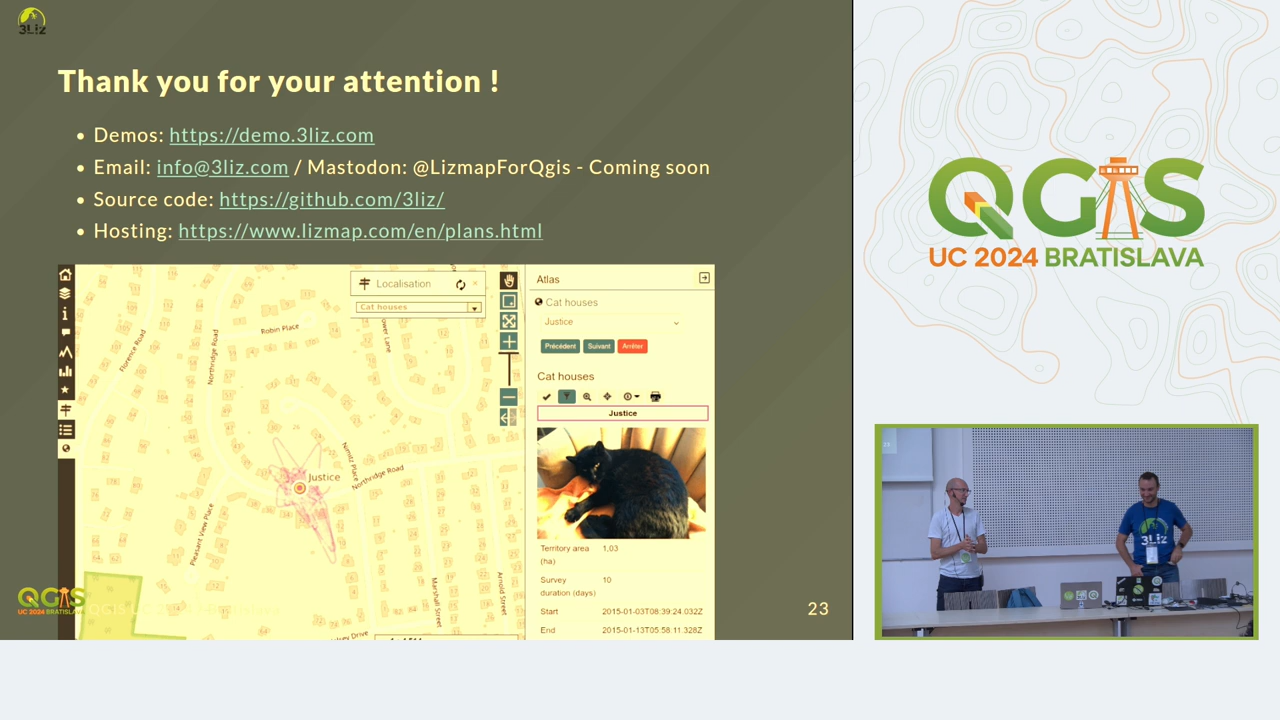 3Liz
Thank you for your attention !
Demos: https://demo.3liz.com
Email: info@3liz.com / Mastodon: @LizmapForQgis - Coming soon
Source code: https://github.com/3liz/
Hosting: https://www.lizmap.com/en/plans.html
Localisation
Cat houses
Robin Place
Florence Road
Northridge Road
ower Lane
Nimitz Place
Justice
Northridge Road
Pleasant View Place
Marshall Street
Arnold Street
Atlas
Cat houses
Justice
Précédent Suivant Arrêter
Cat houses
Justice
Territory area (ha) 1,03
Survey duration (days) 10
Start 2015-01-03T08:39:24.032Z
End 2015-01-13T05:58:11.328Z
QGIS
UC 2024 BRATISLAVA
23
QGIS
UC 2024 BRATISLAVA
3Liz